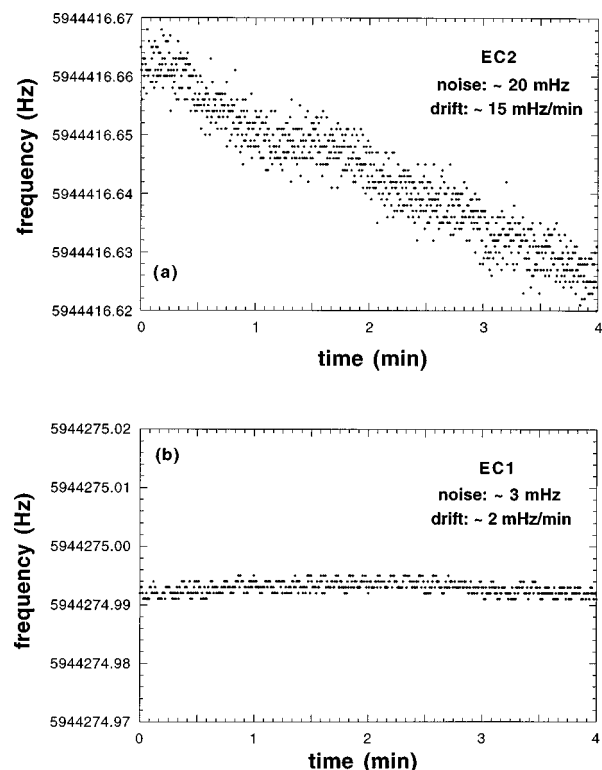 5944416.67
5944416.66
5944416.65
5944416.64
5944416.63
5944416.62
frequency (Hz)
EC2
noise: ~ 20 mHz
drift: ~ 15 mHz/min
(a)
0 1 2 3 4
time (min)
5944275.02
5944275.01
5944275.00
5944274.99
5944274.98
5944274.97
frequency (Hz)
(b)
EC1
noise: ~ 3 mHz
drift: ~ 2 mHz/min
0 1 2 3 4
time (min)